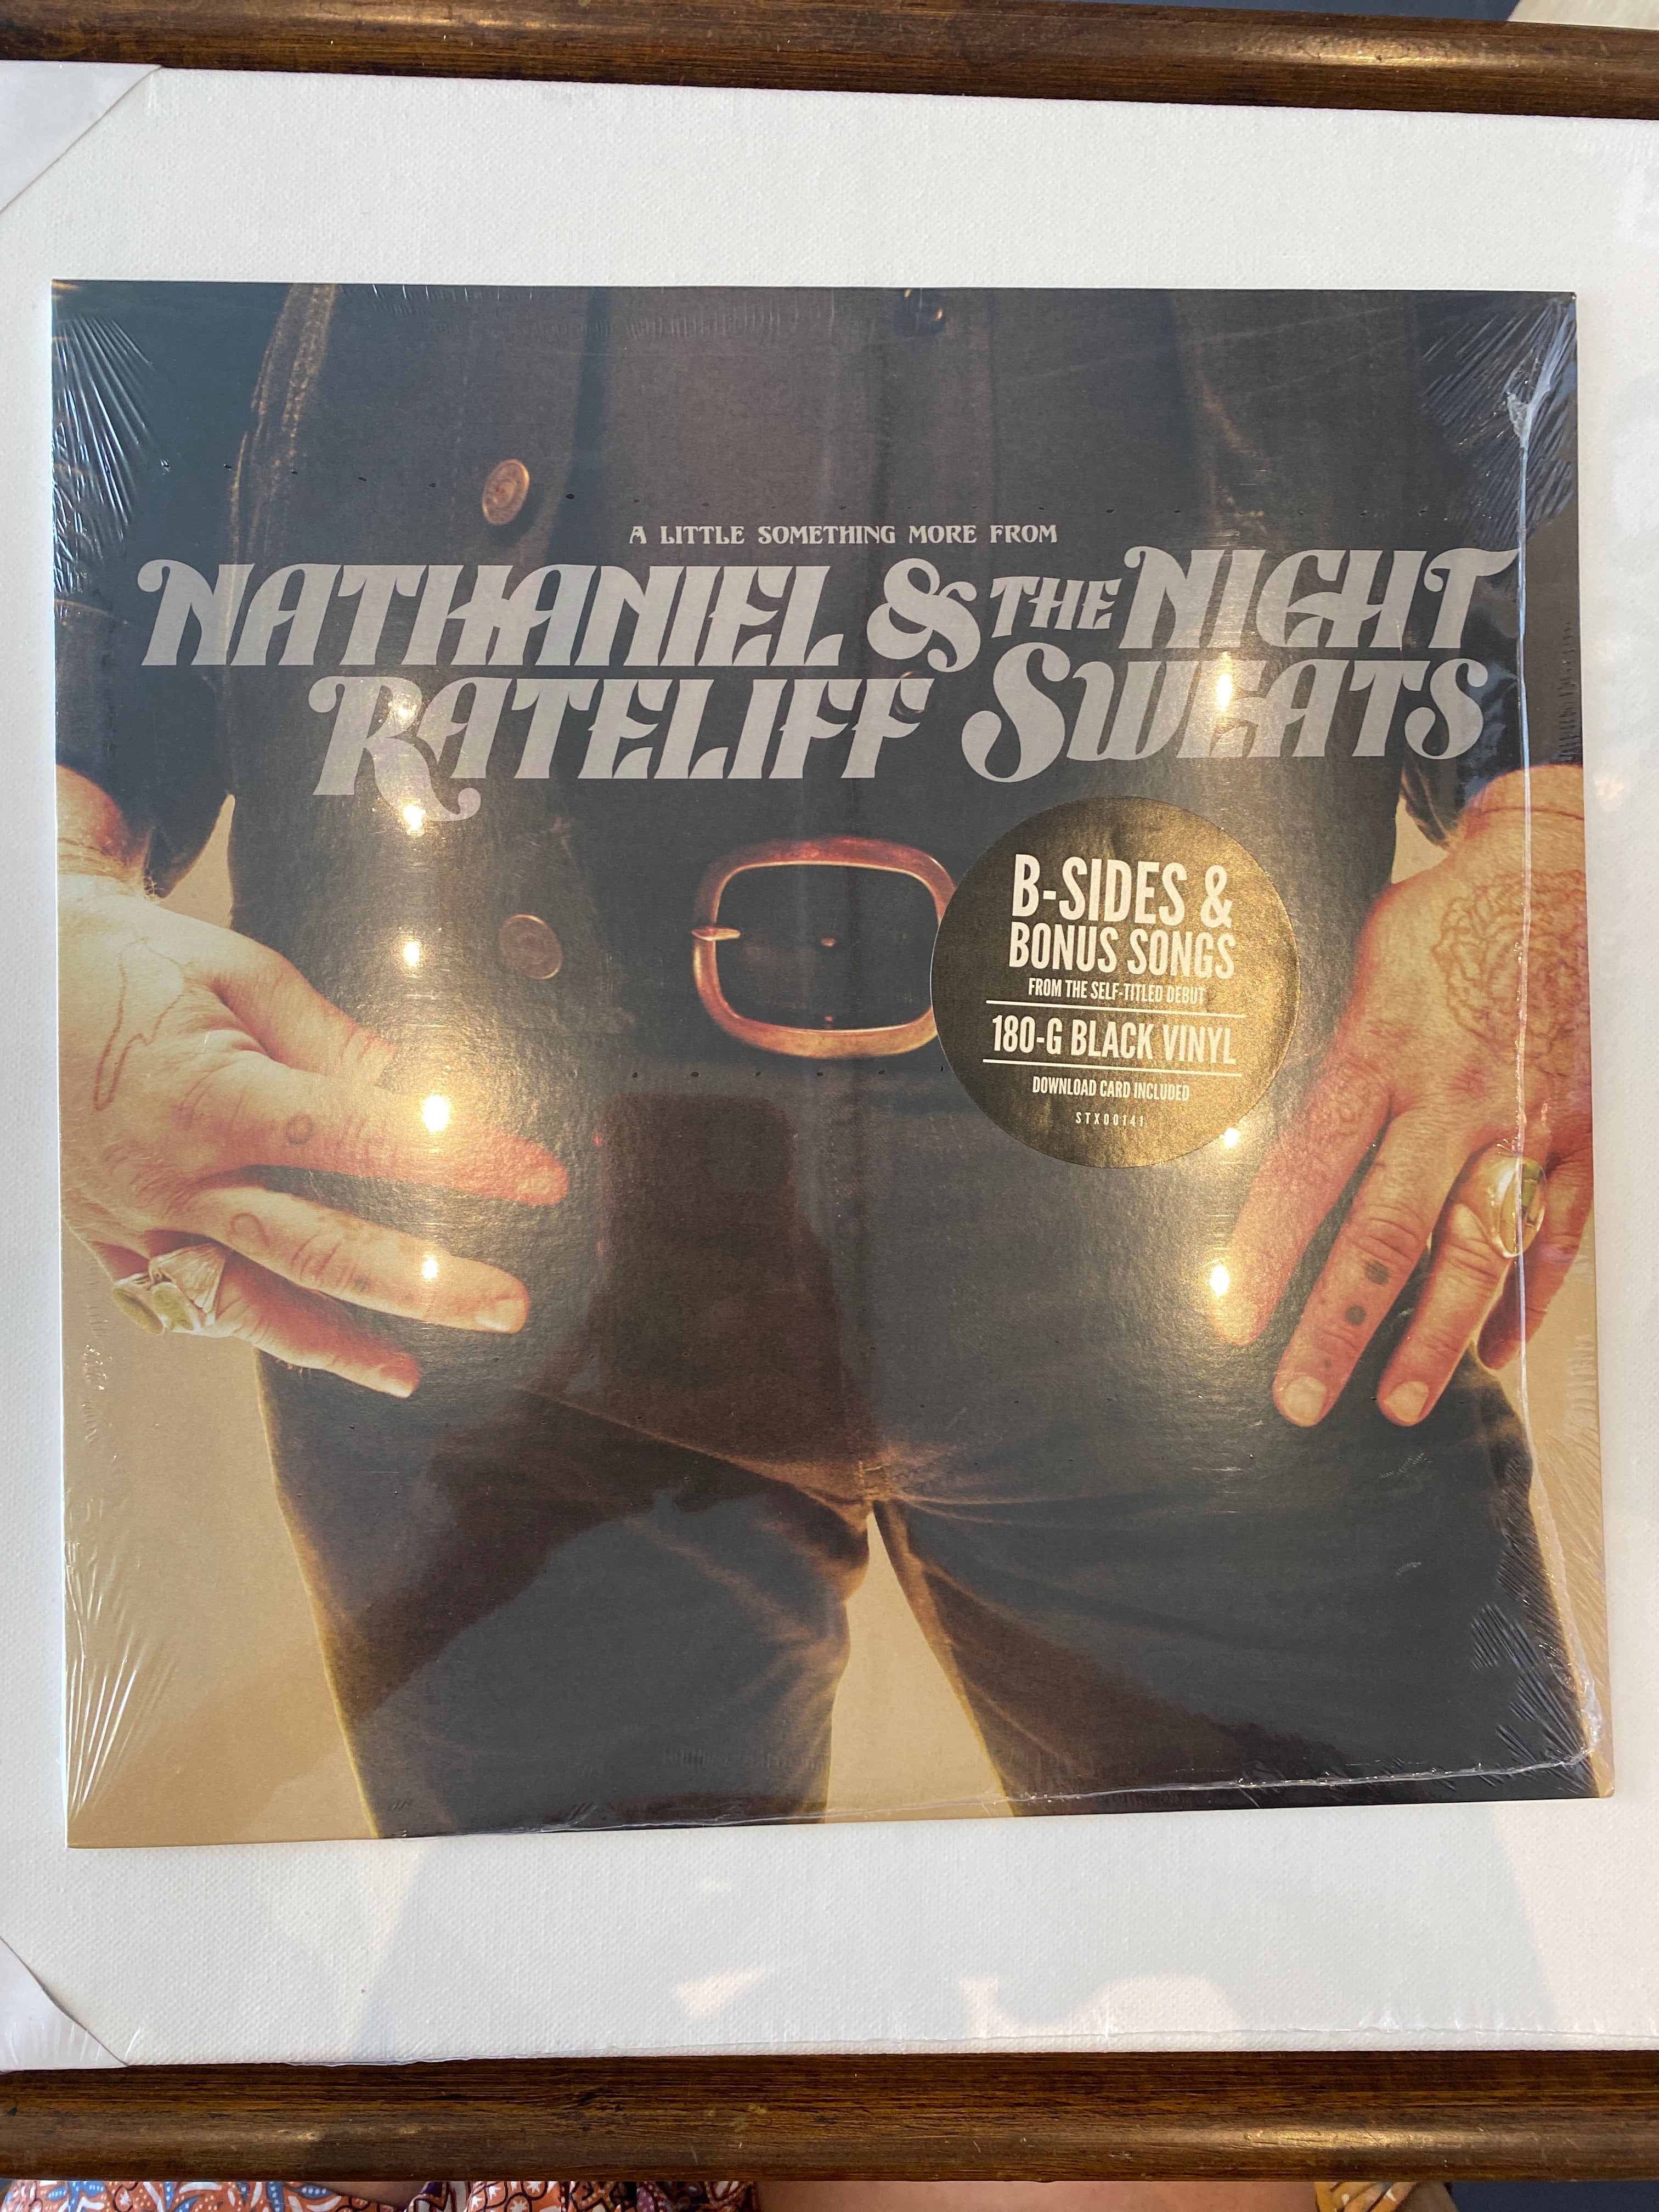 A LITTLE SOMETHING MORE FROM
NATHANIEL & THE NIGHT
RATELIFF SWEATS
B-SIDES &
BONUS SONGS
FROM THE SELF-TITLED DEBUT
180-G BLACK VINYL
DOWNLOAD CARD INCLUDED
STX00141